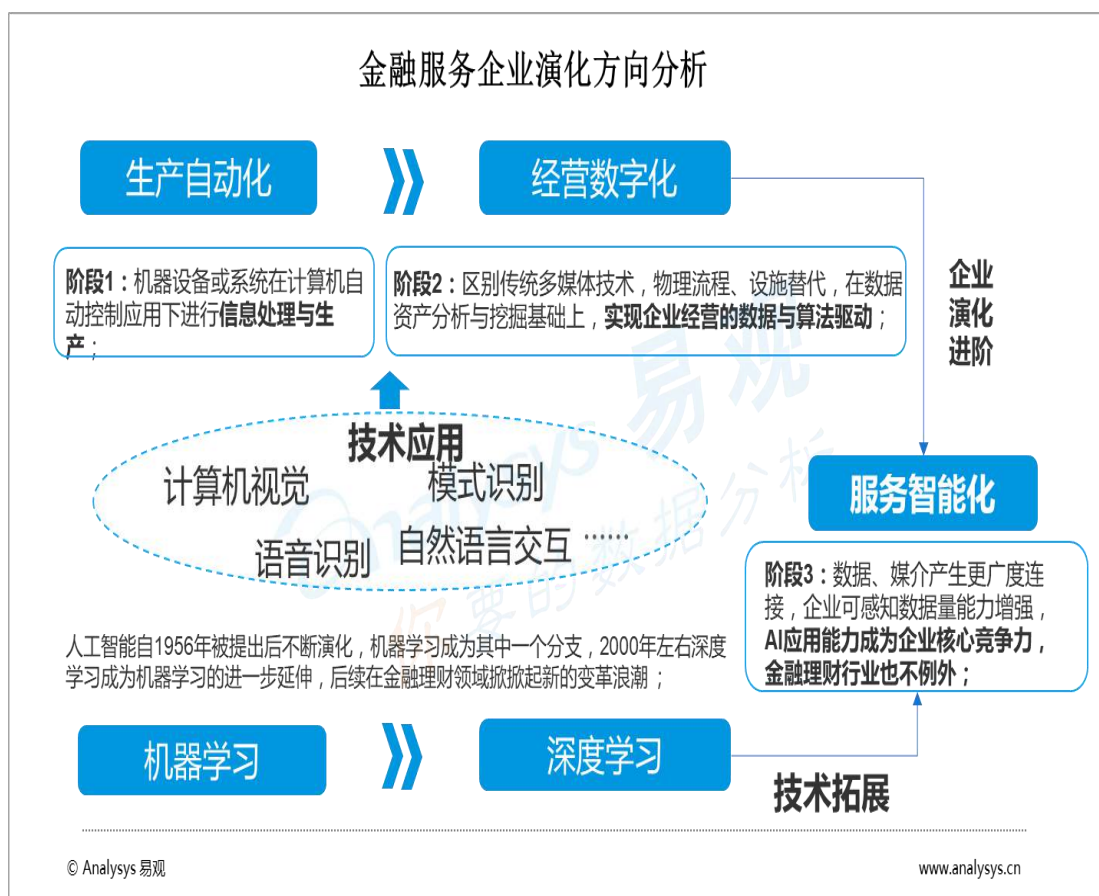 金融服务企业演化方向分析
生产自动化
经营数字化
阶段1：机器设备或系统在计算机自
动控制应用下进行信息处理与生
产；
阶段2：区别传统多媒体技术，物理流程、设施替代，在数据
资产分析与挖掘基础上，实现企业经营的数据与算法驱动；
企业
演化
进阶
技术应用
计算机视觉
模式识别
语音识别
自然语言交互 ······
服务智能化
阶段3：数据、媒介产生更广度连
接，企业可感知数据量能力增强，
AI应用能力成为企业核心竞争力，
金融理财行业也不例外；
人工智能自1956年被提出后不断演化，机器学习成为其中一个分支，2000年左右深度
学习成为机器学习的进一步延伸，后续在金融理财领域掀掀起新的变革浪潮；
机器学习
深度学习
技术拓展
Analysys 易观
你要的数据分析
© Analysys 易观
www.analysys.cn